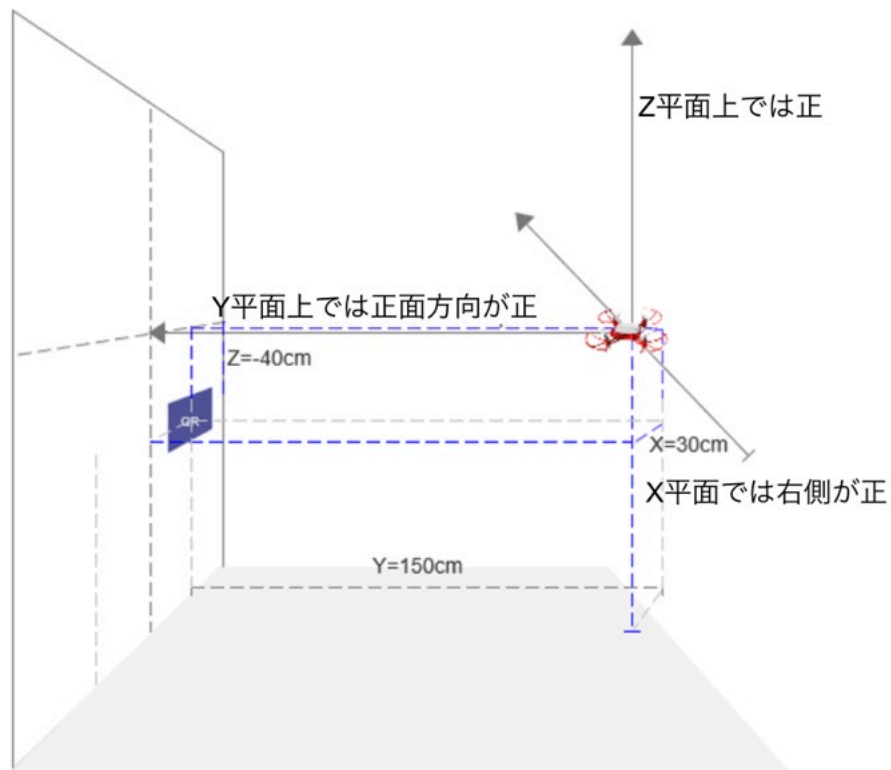 Z平面上では正
Y平面上では正面方向が正
Z=-40cm
QR
X=30cm
X平面では右側が正
Y=150cm